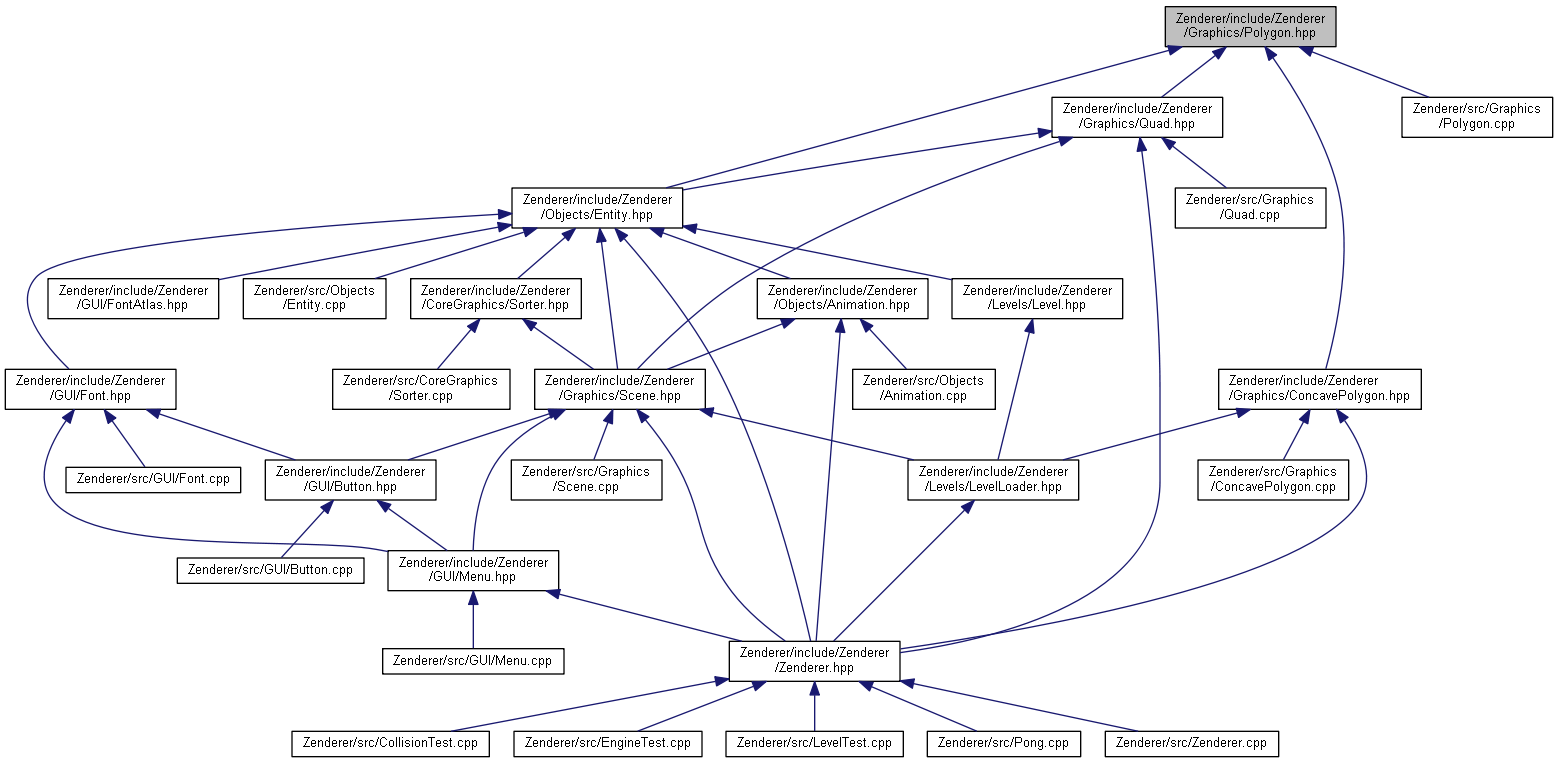 Zenderer/include/Zenderer
/Graphics/Polygon.hpp
Zenderer/include/Zenderer
/Graphics/Quad.hpp
Zenderer/src/Graphics
/Polygon.cpp
Zenderer/include/Zenderer
/Objects/Entity.hpp
Zenderer/src/Graphics
/Quad.cpp
Zenderer/include/Zenderer
/GUI/FontAtlas.hpp
Zenderer/src/Objects
/Entity.cpp
Zenderer/include/Zenderer
/CoreGraphics/Sorter.hpp
Zenderer/include/Zenderer
/Objects/Animation.hpp
Zenderer/include/Zenderer
/Levels/Level.hpp
Zenderer/include/Zenderer
/GUI/Font.hpp
Zenderer/src/CoreGraphics
/Sorter.cpp
Zenderer/include/Zenderer
/Graphics/Scene.hpp
Zenderer/src/Objects
/Animation.cpp
Zenderer/include/Zenderer
/Graphics/ConcavePolygon.hpp
Zenderer/src/GUI/Font.cpp
Zenderer/include/Zenderer
/GUI/Button.hpp
Zenderer/src/Graphics
/Scene.cpp
Zenderer/include/Zenderer
/Levels/LevelLoader.hpp
Zenderer/src/Graphics
/ConcavePolygon.cpp
Zenderer/src/GUI/Button.cpp
Zenderer/include/Zenderer
/GUI/Menu.hpp
Zenderer/src/GUI/Menu.cpp
Zenderer/include/Zenderer
/Zenderer.hpp
Zenderer/src/CollisionTest.cpp
Zenderer/src/EngineTest.cpp
Zenderer/src/LevelTest.cpp
Zenderer/src/Pong.cpp
Zenderer/src/Zenderer.cpp